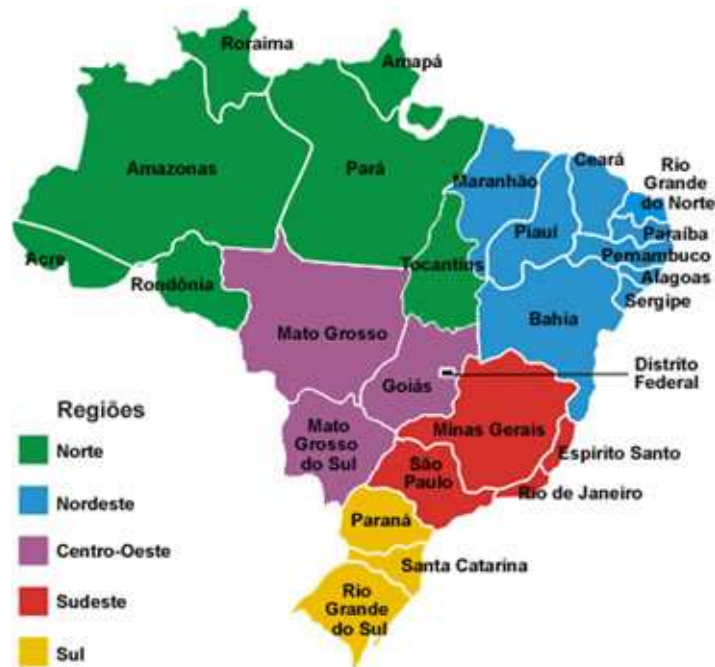 Roraima
Amapá
Amazonas
Pará
Maranhão
Ceará
Rio
Grande
do Norte
Piauí
Paraíba
Pernambuco
Acre
Rondônia
Tocantins
Alagoas
Sergipe
Bahia
Mato Grosso
Goiás
Distrito
Federal
Mato
Grosso
do Sul
Minas Gerais
Espirito Santo
São
Paulo
Rio de Janeiro
Paraná
Santa Catarina
Rio
Grande
do Sul
Regiões
Norte
Nordeste
Centro-Oeste
Sudeste
Sul